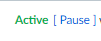 Active [ Pause ]